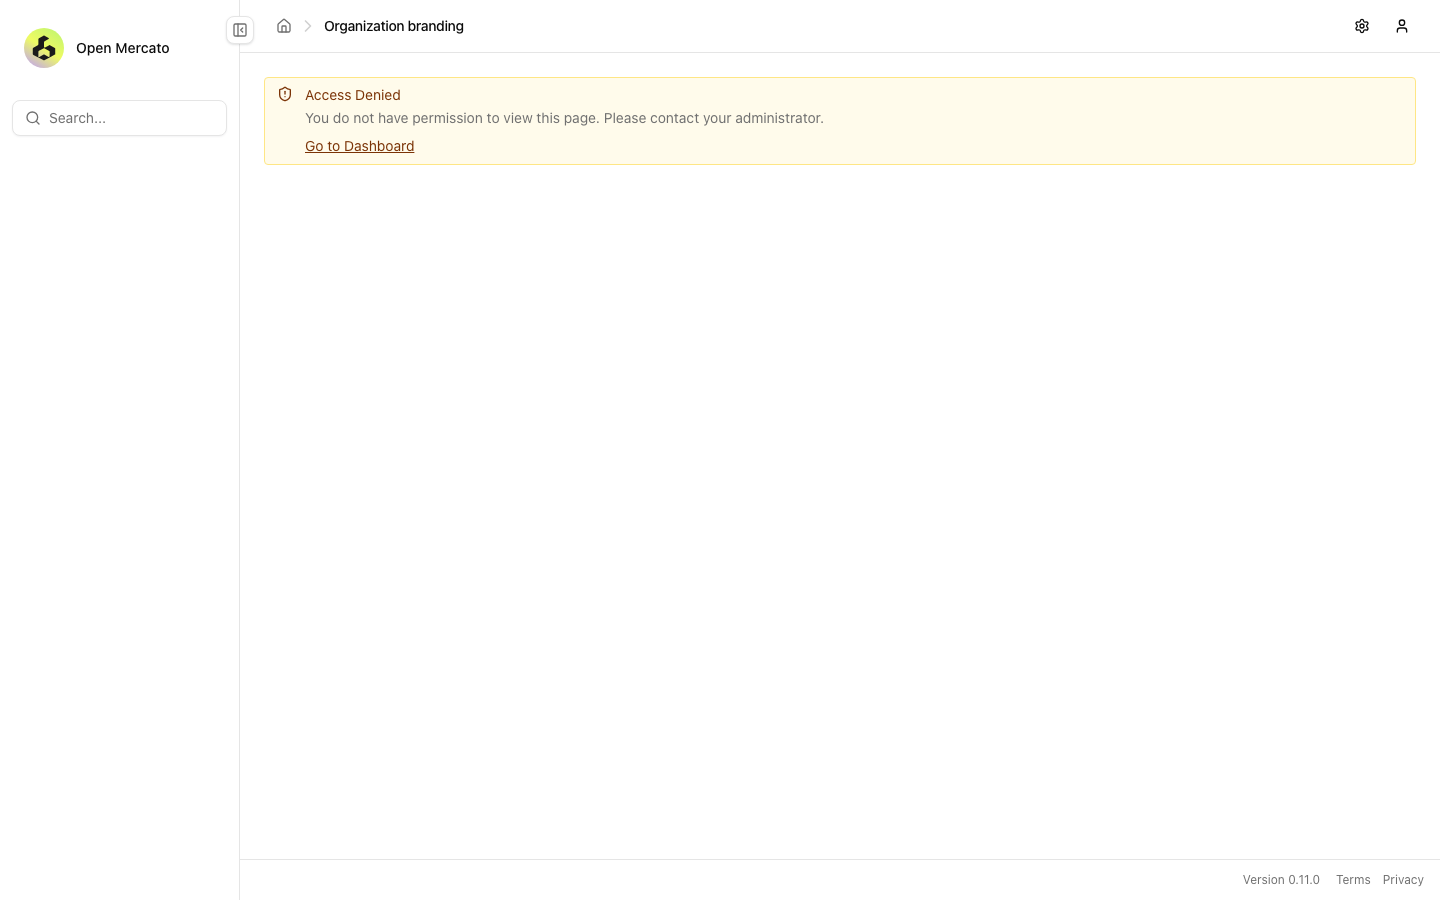 Open Mercato
Search...
Organization branding
Access Denied
You do not have permission to view this page. Please contact your administrator.
Go to Dashboard
Version 0.11.0 Terms Privacy